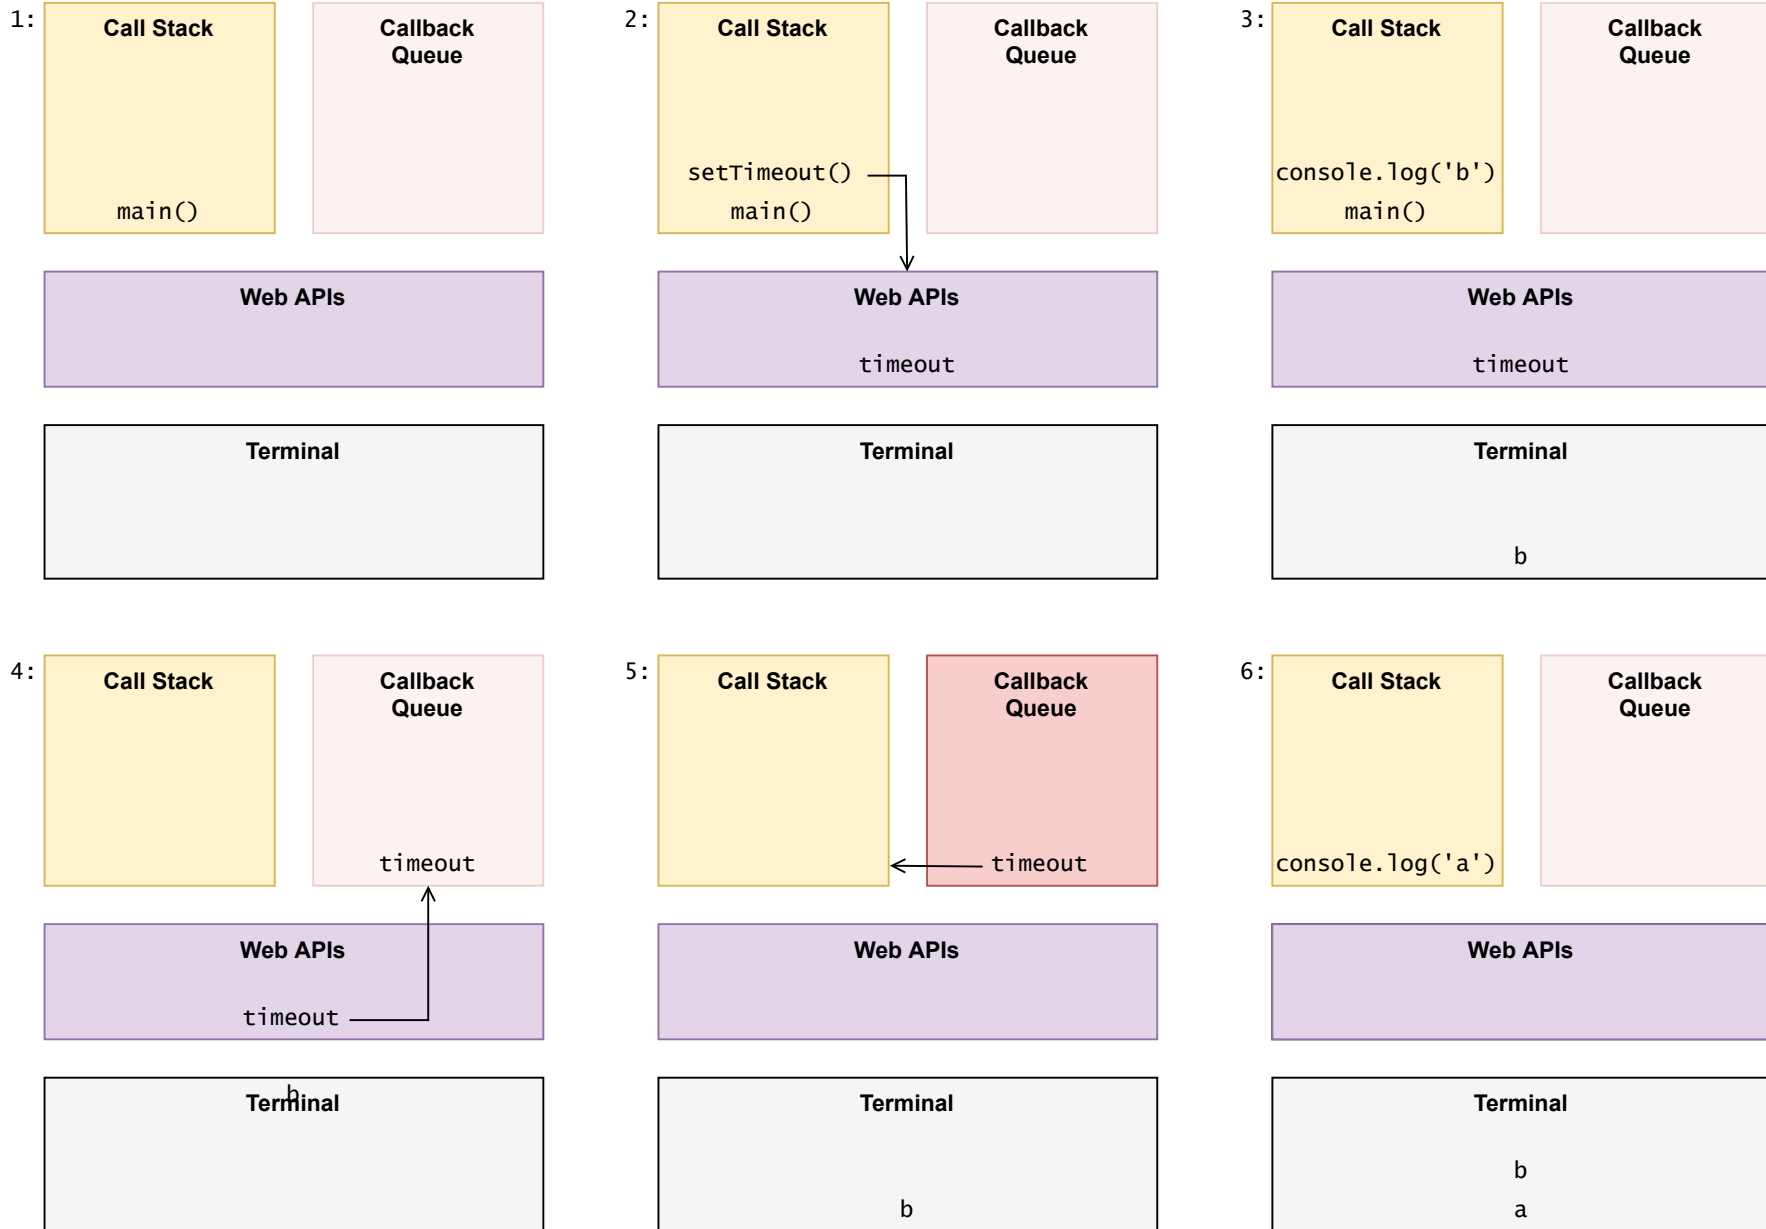 1:
Call Stack
Callback
Queue
main()
Web APIs
Terminal
2:
Call Stack
Callback
Queue
setTimeout()
main()
Web APIs
timeout
Terminal
3:
Call Stack
Callback
Queue
console.log('b')
main()
Web APIs
timeout
Terminal
b
4:
Call Stack
Callback
Queue
timeout
Web APIs
timeout
Terminal
b
5:
Call Stack
Callback
Queue
timeout
Web APIs
Terminal
b
6:
Call Stack
Callback
Queue
console.log('a')
Web APIs
Terminal
b
a